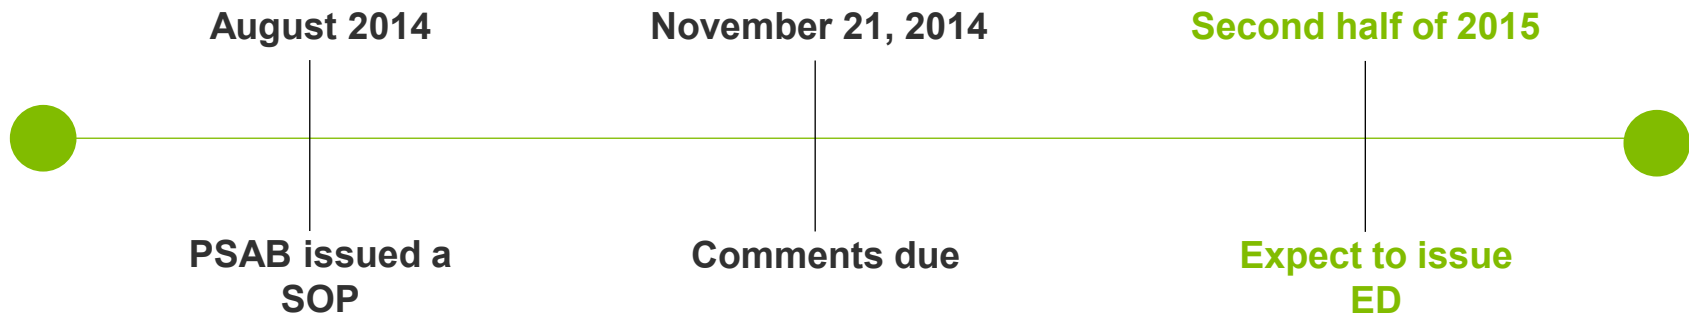 August 2014
November 21, 2014
Second half of 2015
PSAB issued a
SOP
Comments due
Expect to issue
ED